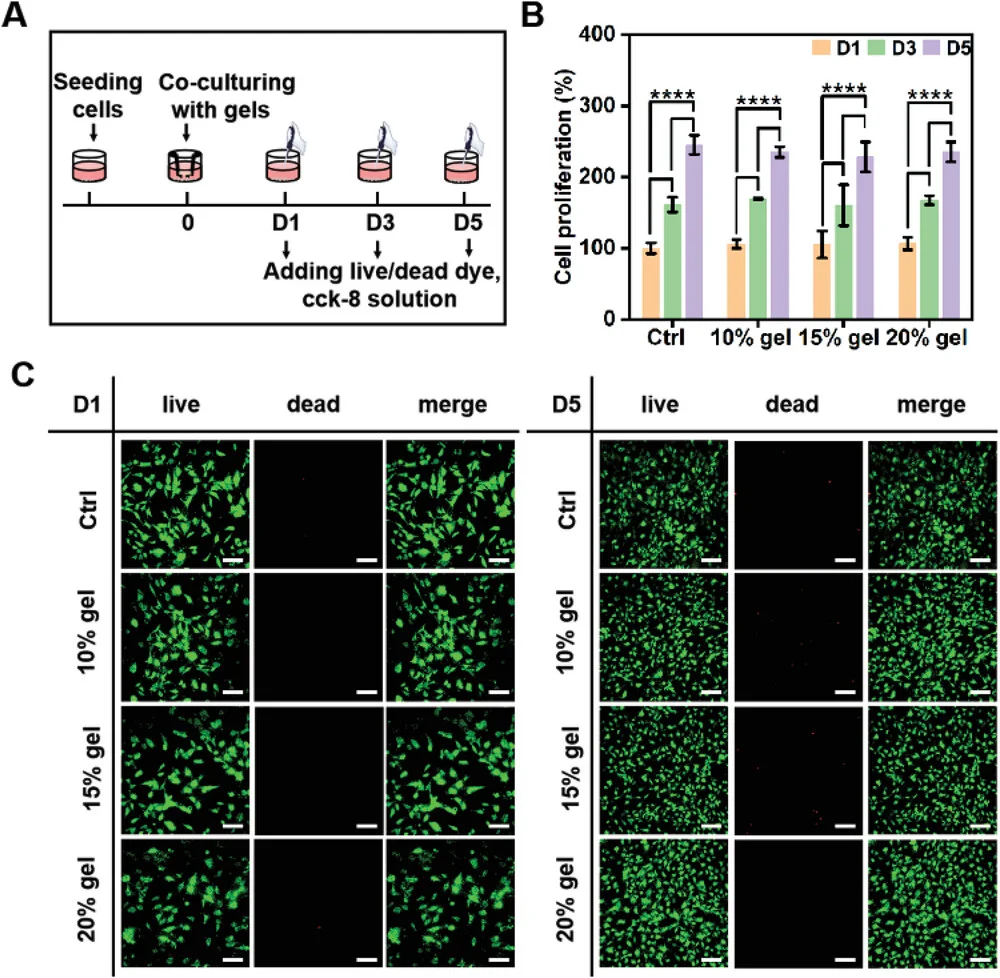 A
Seeding
cells
Co-culturing
with gels
0
D1
D3
D5
Adding live/dead dye,
cck-8 solution
B
Cell proliferation (%)
400
300
200
100
0
D1
D3
D5
****
****
****
****
Ctrl
10% gel
15% gel
20% gel
C
D1
live
dead
merge
Ctrl
10% gel
15% gel
20% gel
D5
live
dead
merge
Ctrl
10% gel
15% gel
20% gel